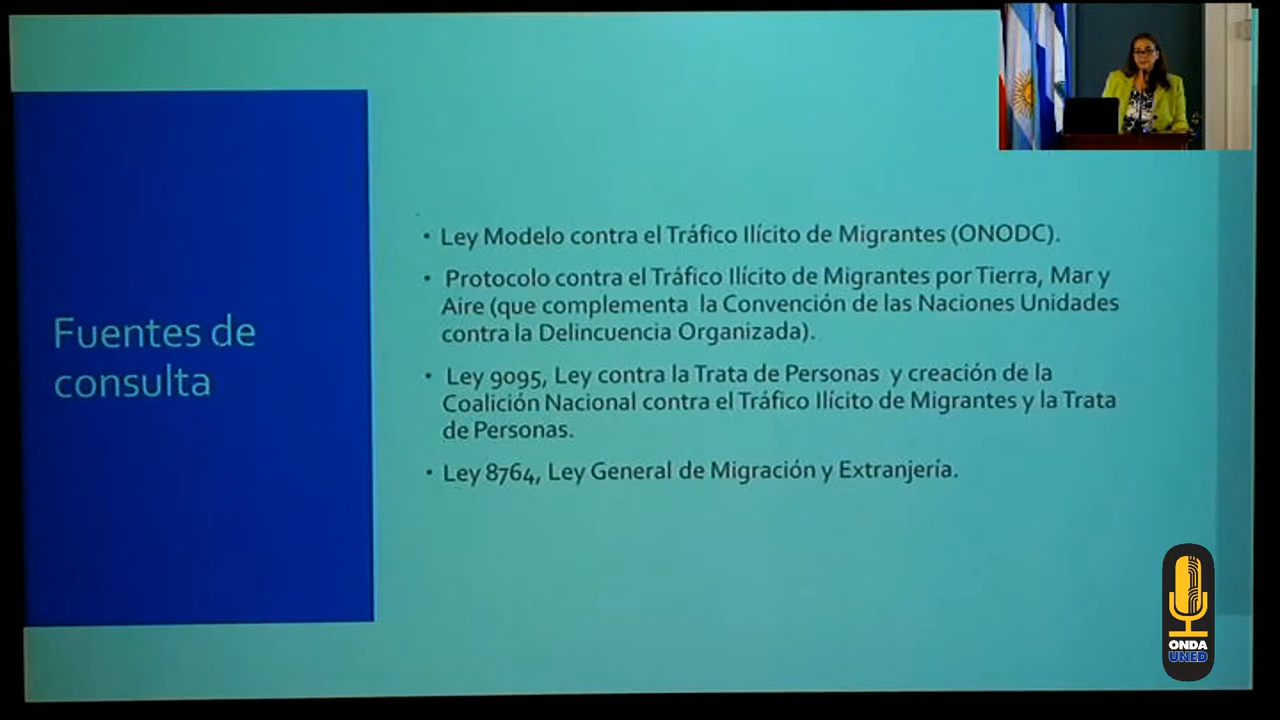 Fuentes de
consulta
• Ley Modelo contra el Tráfico Ilícito de Migrantes (ONODC).
• Protocolo contra el Tráfico Ilícito de Migrantes por Tierra, Mar y
Aire (que complementa la Convención de las Naciones Unidas
contra la Delincuencia Organizada).
• Ley 9095, Ley contra la Trata de Personas y creación de la
Coalición Nacional contra el Tráfico Ilícito de Migrantes y la Trata
de Personas.
• Ley 8764, Ley General de Migración y Extranjería.
ONDA
UNED